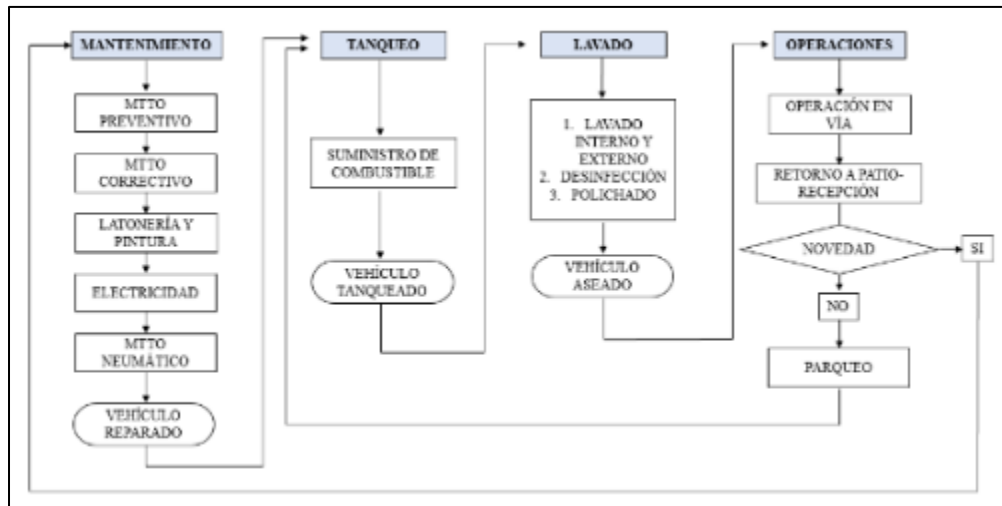 MANTENIMIENTO
MTTO
PREVENTIVO
MTTO
CORRECTIVO
LATONERÍA Y
PINTURA
ELECTRICIDAD
MTTO
NEUMÁTICO
VEHÍCULO
REPARADO
TANQUEO
SUMINISTRO DE
COMBUSTIBLE
VEHÍCULO
TANQUEADO
LAVADO
1. LAVADO
INTERNO Y
EXTERNO
2. DESINFECCIÓN
3. POLICHADO
VEHÍCULO
ASEADO
OPERACIONES
OPERACIÓN EN
VIA
RETORNO A PATIO-
RECEPCIÓN
NOVEDAD
SI
NO
PARQUEO